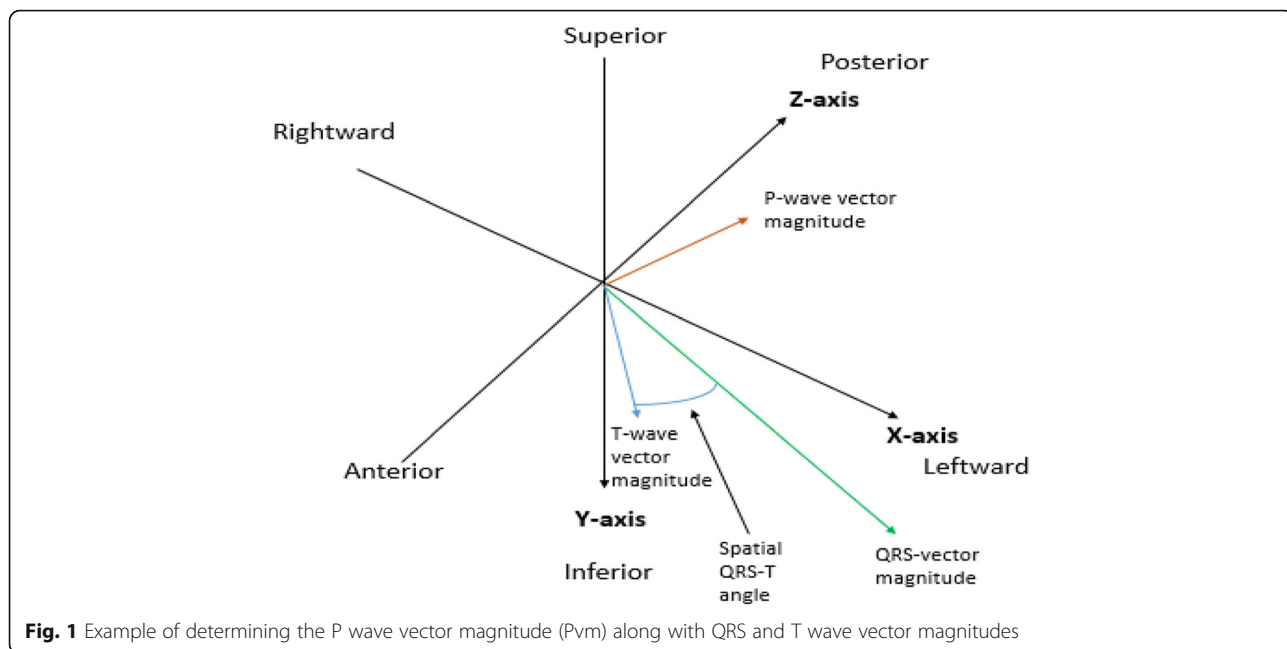 Superior
Posterior
Z-axis
Rightward
P-wave vector
magnitude
Anterior
T-wave
vector
magnitude
X-axis
Leftward
Y-axis
Inferior
Spatial
QRS-T
angle
QRS-vector
magnitude
Fig. 1 Example of determining the P wave vector magnitude (Pvm) along with QRS and T wave vector magnitudes